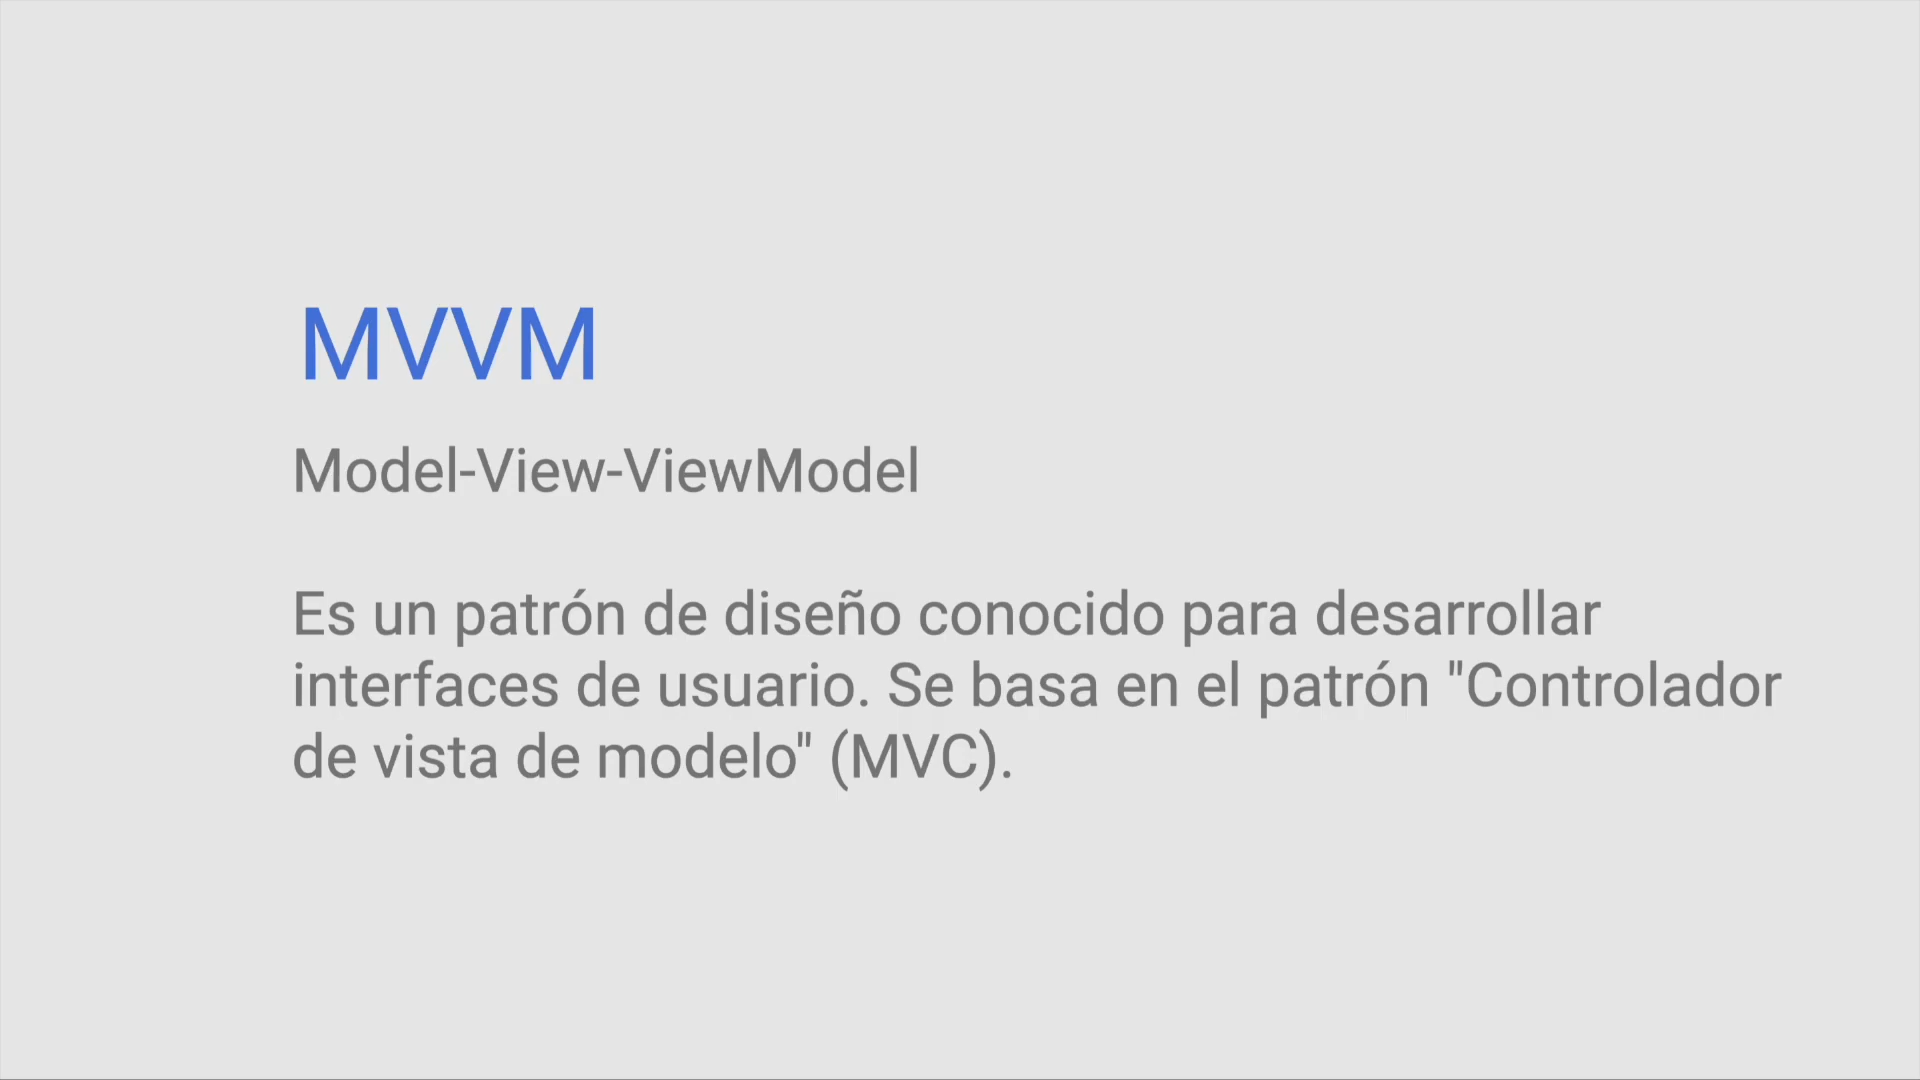 MVVM
Model-View-ViewModel
Es un patrón de diseño conocido para desarrollar
interfaces de usuario. Se basa en el patrón "Controlador
de vista de modelo" (MVC).